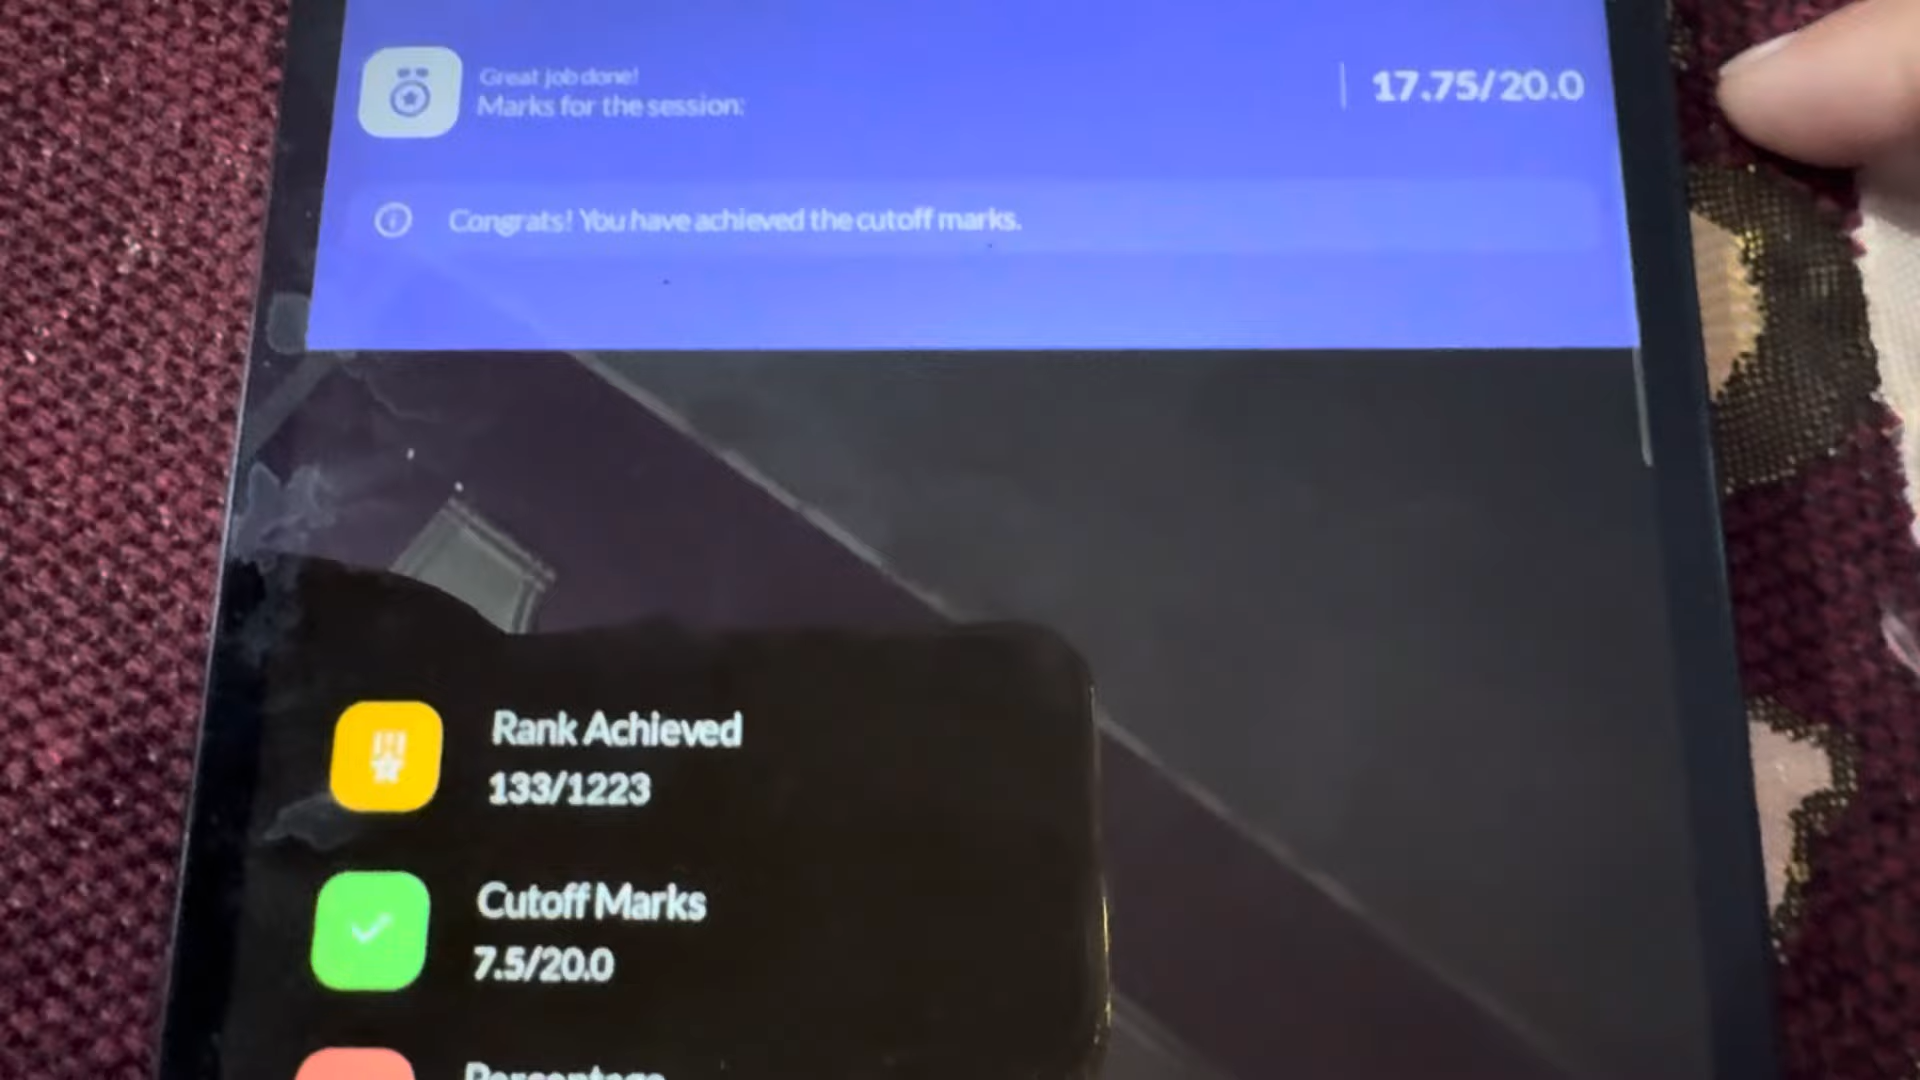 Great job done!
Marks for the session:
17.75/20.0
Congrats! You have achieved the cutoff marks.
Rank Achieved
133/1223
Cutoff Marks
7.5/20.0
Percentage